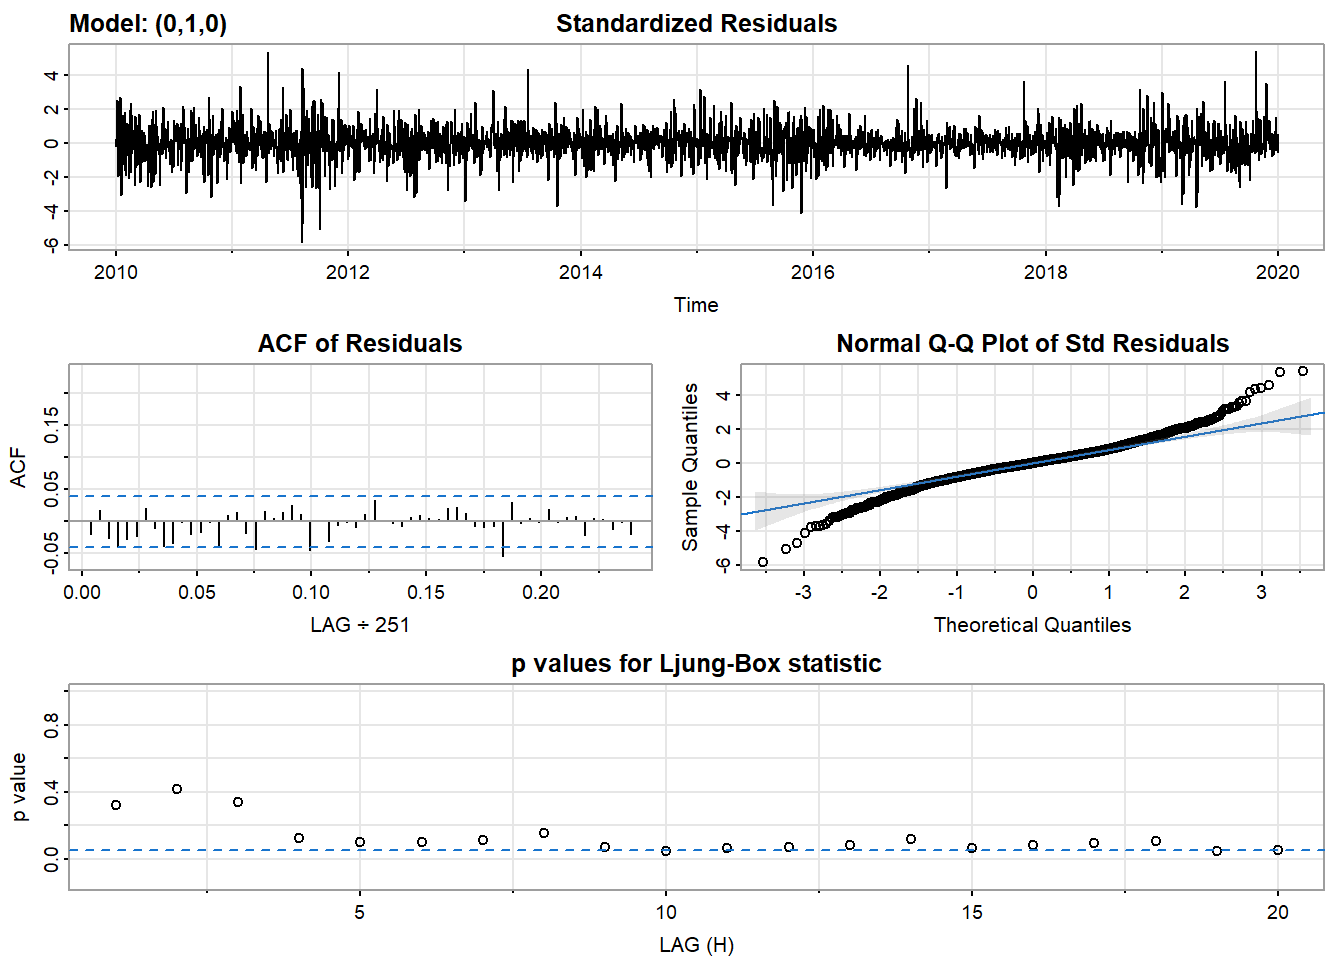 Model: (0,1,0) Standardized Residuals
4
2
0
-2
-4
-6
2010 2012 2014 2016 2018 2020
Time
ACF of Residuals
ACF
0.15
0.05
-0.05
0.00 0.05 0.10 0.15 0.20
LAG ÷ 251
Normal Q-Q Plot of Std Residuals
Sample Quantiles
4
2
0
-2
-4
-6
-3 -2 -1 0 1 2 3
Theoretical Quantiles
p values for Ljung-Box statistic
p value
0.8
0.4
0.0
5 10 15 20
LAG (H)